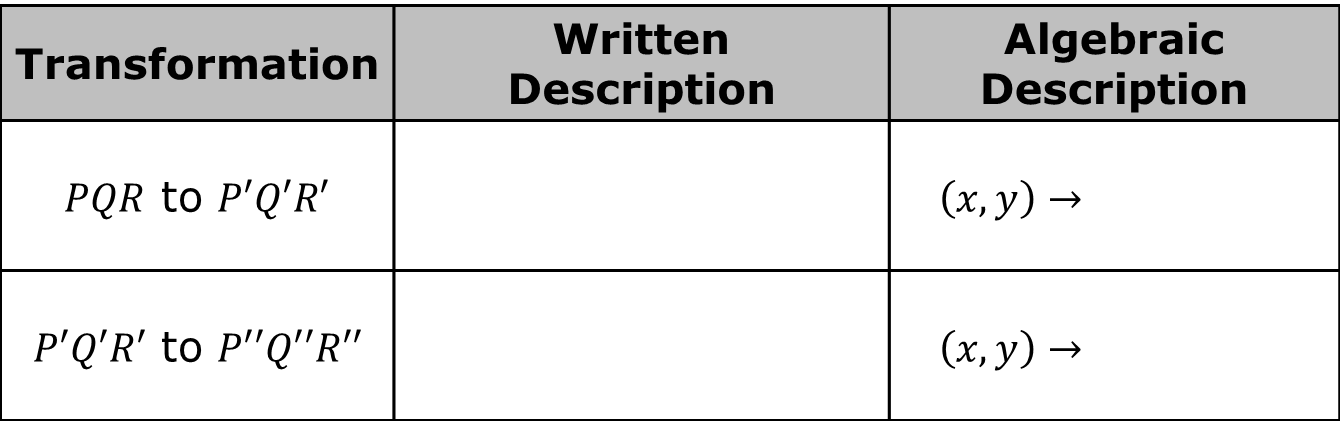 Transformation
Written
Description
Algebraic
Description
PQR to P′Q′R′
(x, y) →
P′Q′R′ to P′′Q′′R′′
(x, y) →